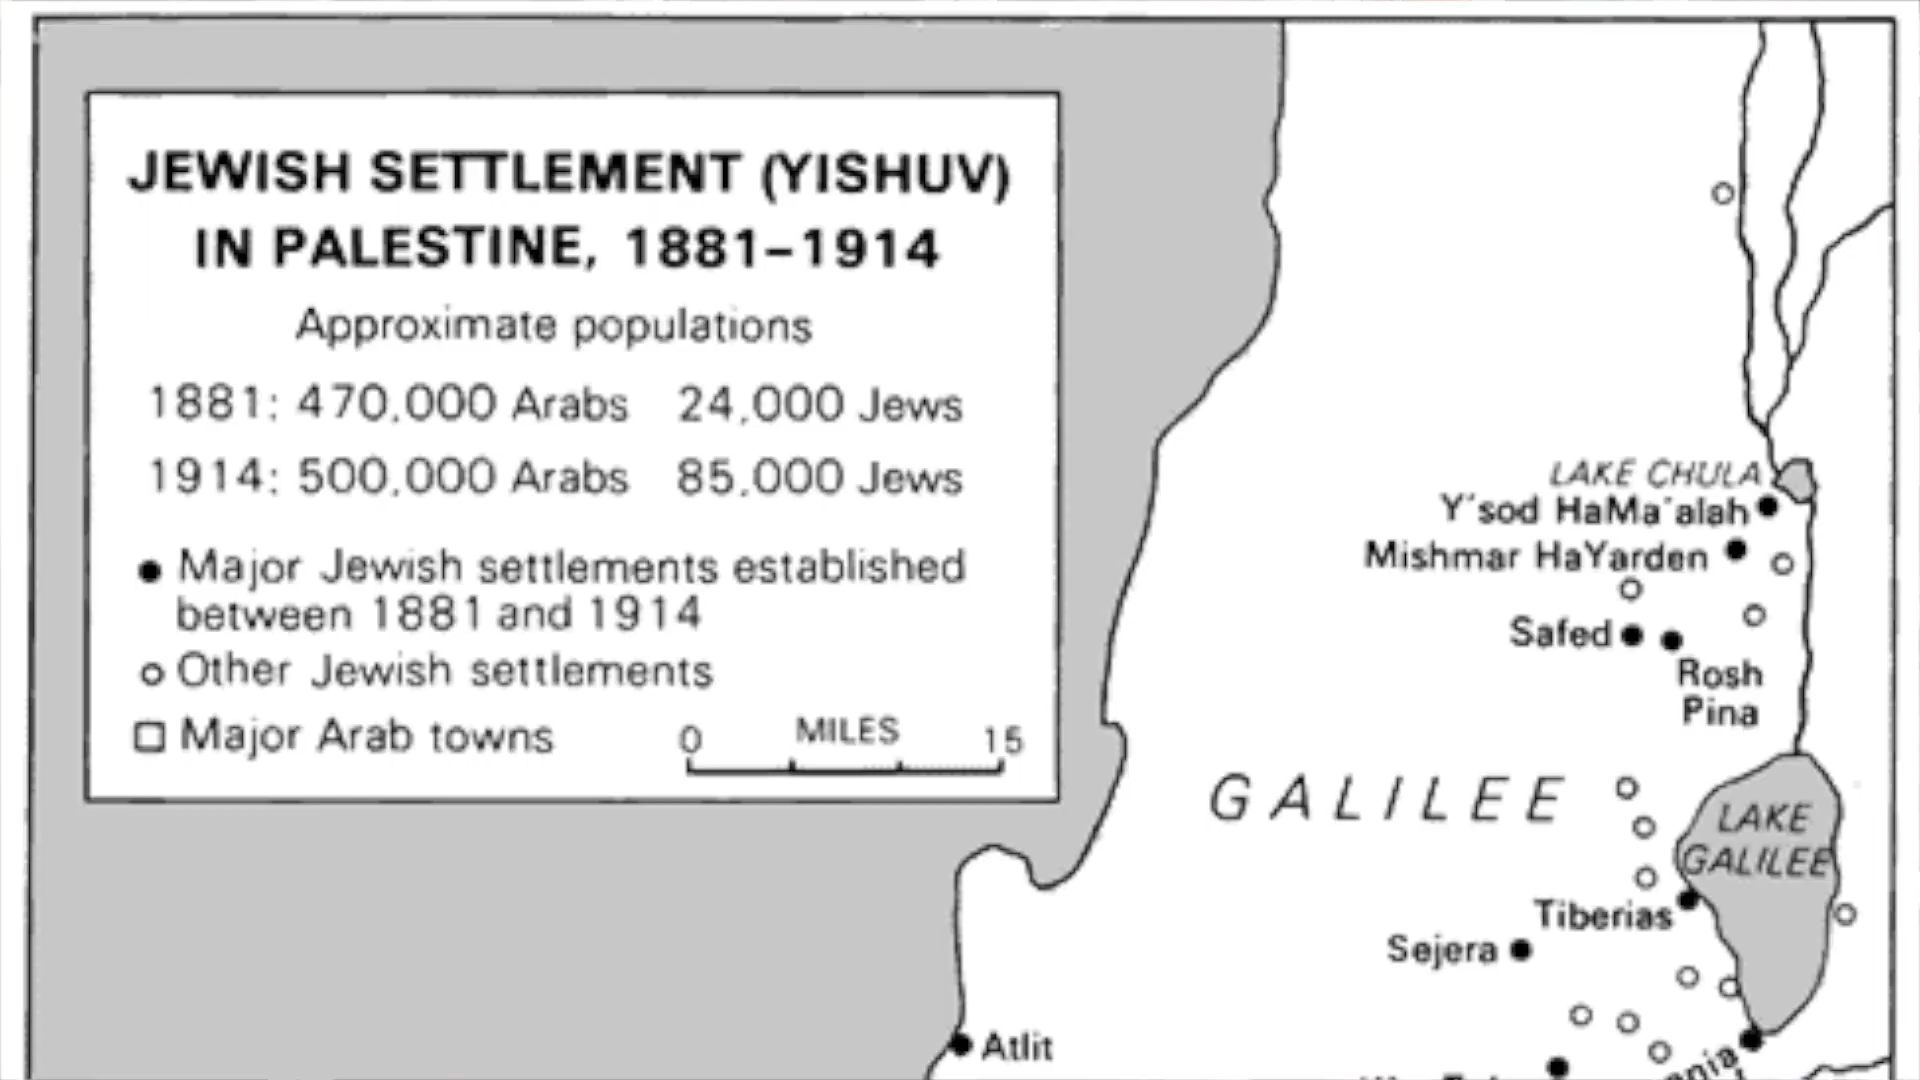 JEWISH SETTLEMENT (YISHUV)
IN PALESTINE, 1881–1914
Approximate populations
1881: 470,000 Arabs 24,000 Jews
1914: 500,000 Arabs 85,000 Jews
Major Jewish settlements established
between 1881 and 1914
Other Jewish settlements
Major Arab towns
0 MILES 15
LAKE CHULA
Y'sod HaMa'alah
Mishmar HaYarden
Safed
Rosh
Pina
GALILEE
LAKE
GALILEE
Tiberias
Sejera
Atlit